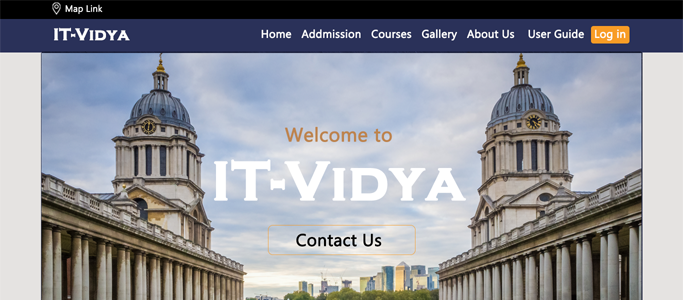 Map Link
IT-Vidya Home Addmission Courses Gallery About Us User Guide Log in
Welcome to
IT-Vidya
Contact Us